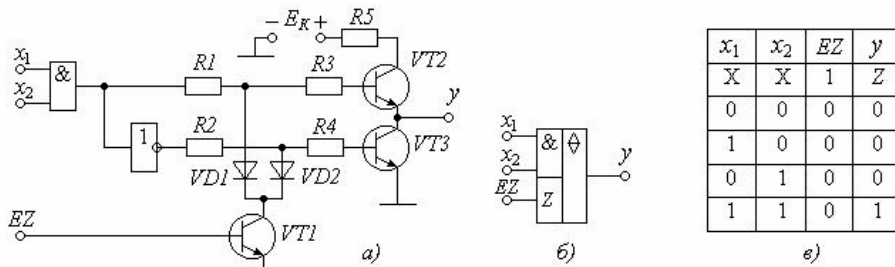 − E_K + R5
x₁
x₂
&
R1
R3
VT2
y
1
R2
R4
VT3
VD1
VD2
EZ
VT1
а)
x₁
x₂
EZ
&
Z
y
б)
x₁ x₂ EZ y
X X 1 Z
0 0 0 0
1 0 0 0
0 1 0 0
1 1 0 1
в)